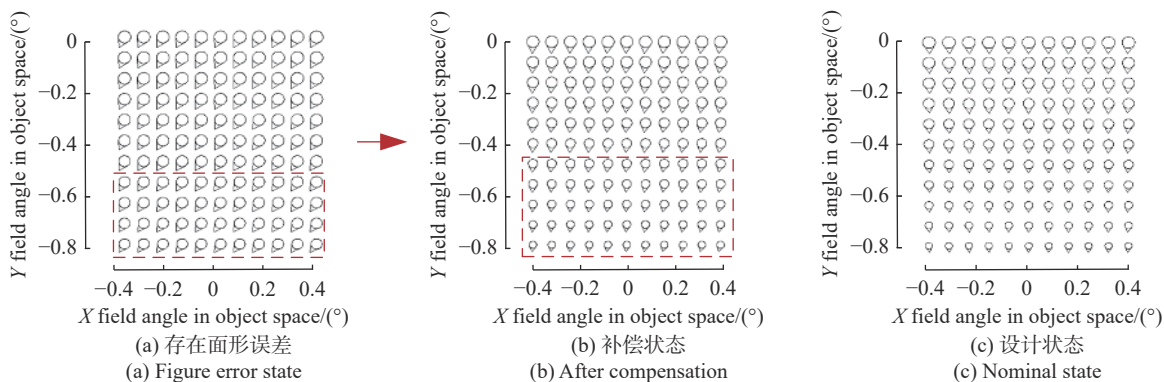 Y field angle in object space/(°)
0
−0.2
−0.4
−0.6
−0.8
−0.4 −0.2 0 0.2 0.4
X field angle in object space/(°)
(a) 存在面形误差
(a) Figure error state
Y field angle in object space/(°)
0
−0.2
−0.4
−0.6
−0.8
−0.4 −0.2 0 0.2 0.4
X field angle in object space/(°)
(b) 补偿状态
(b) After compensation
Y field angle in object space/(°)
0
−0.2
−0.4
−0.6
−0.8
−0.4 −0.2 0 0.2 0.4
X field angle in object space/(°)
(c) 设计状态
(c) Nominal state